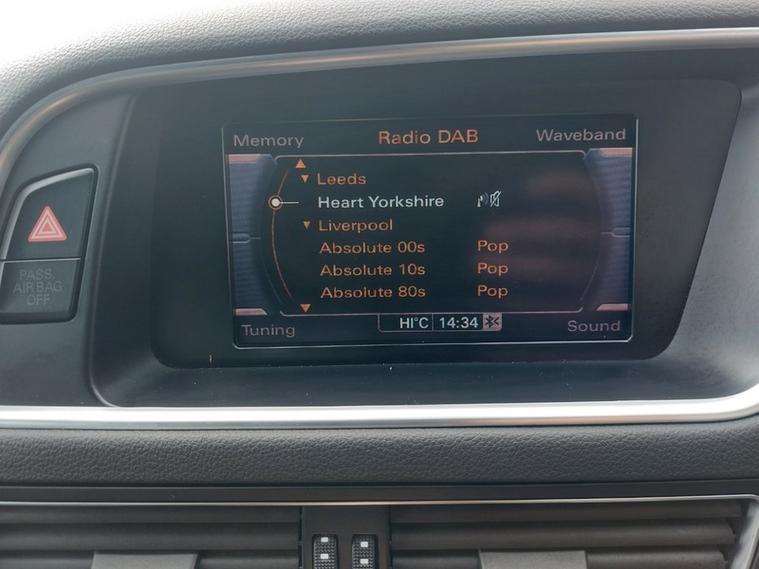 Memory Radio DAB Waveband
Leeds
Heart Yorkshire
Liverpool
Absolute 00s Pop
Absolute 10s Pop
Absolute 80s Pop
Tuning HI°C 14:34 Sound
PASS.
AIR BAG
OFF